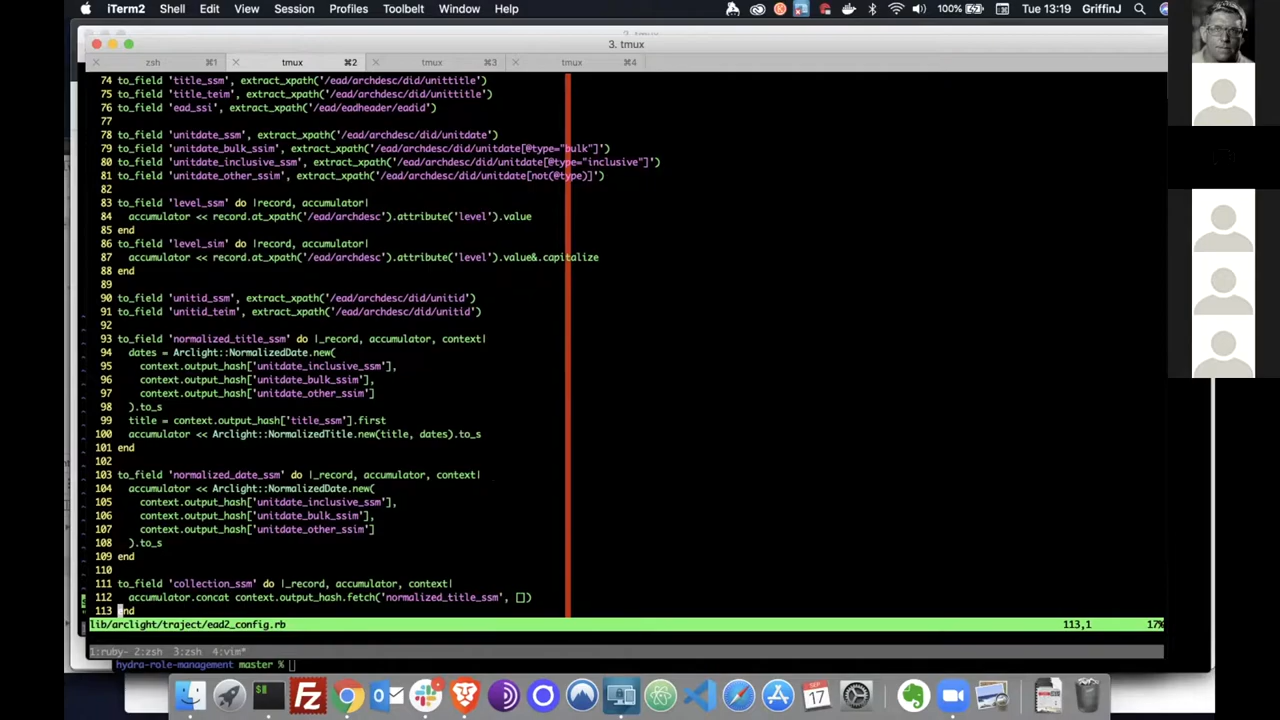 iTerm2 Shell Edit View Session Profiles Toolbelt Window Help 100% Tue 13:19 GriffinJ
3. tmux
zsh ⌘1 tmux ⌘2 tmux ⌘3 tmux ⌘4
74 to_field 'title_ssm', extract_xpath('/ead/archdesc/did/unittitle')
75 to_field 'title_teim', extract_xpath('/ead/archdesc/did/unittitle')
76 to_field 'ead_ssi', extract_xpath('/ead/eadheader/eadid')
77
78 to_field 'unitdate_ssm', extract_xpath('/ead/archdesc/did/unitdate')
79 to_field 'unitdate_bulk_ssim', extract_xpath('/ead/archdesc/did/unitdate[@type="bulk"]')
80 to_field 'unitdate_inclusive_ssm', extract_xpath('/ead/archdesc/did/unitdate[@type="inclusive"]')
81 to_field 'unitdate_other_ssim', extract_xpath('/ead/archdesc/did/unitdate[not(@type)]')
82
83 to_field 'level_ssm' do |record, accumulator|
84   accumulator << record.at_xpath('/ead/archdesc').attribute('level').value
85 end
86 to_field 'level_sim' do |record, accumulator|
87   accumulator << record.at_xpath('/ead/archdesc').attribute('level').value&.capitalize
88 end
89
90 to_field 'unitid_ssm', extract_xpath('/ead/archdesc/did/unitid')
91 to_field 'unitid_teim', extract_xpath('/ead/archdesc/did/unitid')
92
93 to_field 'normalized_title_ssm' do |_record, accumulator, context|
94   dates = Arclight::NormalizedDate.new(
95     context.output_hash['unitdate_inclusive_ssm'],
96     context.output_hash['unitdate_bulk_ssim'],
97     context.output_hash['unitdate_other_ssim']
98   ).to_s
99   title = context.output_hash['title_ssm'].first
100   accumulator << Arclight::NormalizedTitle.new(title, dates).to_s
101 end
102
103 to_field 'normalized_date_ssm' do |_record, accumulator, context|
104   accumulator << Arclight::NormalizedDate.new(
105     context.output_hash['unitdate_inclusive_ssm'],
106     context.output_hash['unitdate_bulk_ssim'],
107     context.output_hash['unitdate_other_ssim']
108   ).to_s
109 end
110
111 to_field 'collection_ssm' do |_record, accumulator, context|
112   accumulator.concat context.output_hash.fetch('normalized_title_ssm', [])
113 end
lib/arclight/traject/ead2_config.rb 113,1 17%
1:ruby- 2:zsh 3:zsh 4:vim*
hydra-role-management master %
SEP
17